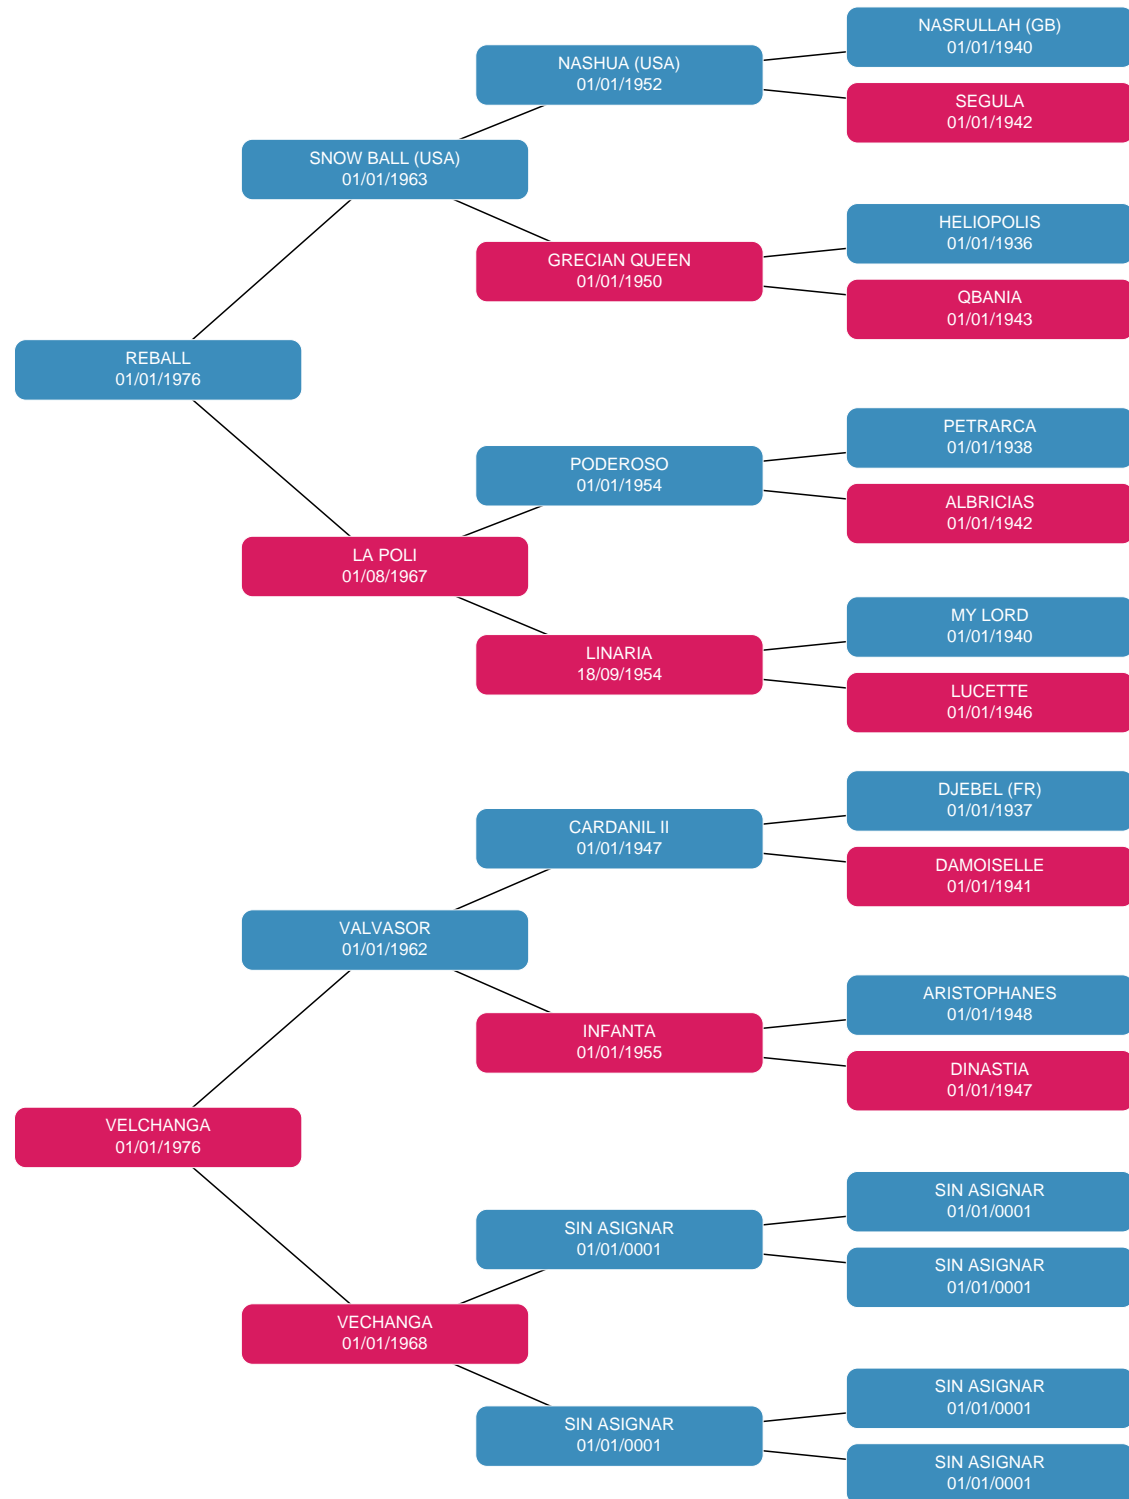 NASRULLAH (GB)
01/01/1940
NASHUA (USA)
01/01/1952
SEGULA
01/01/1942
SNOW BALL (USA)
01/01/1963
HELIOPOLIS
01/01/1936
GRECIAN QUEEN
01/01/1950
QBANIA
01/01/1943
REBALL
01/01/1976
PETRARCA
01/01/1938
PODEROSO
01/01/1954
ALBRICIAS
01/01/1942
LA POLI
01/08/1967
MY LORD
01/01/1940
LINARIA
18/09/1954
LUCETTE
01/01/1946
DJEBEL (FR)
01/01/1937
CARDANIL II
01/01/1947
DAMOISELLE
01/01/1941
VALVASOR
01/01/1962
ARISTOPHANES
01/01/1948
INFANTA
01/01/1955
DINASTIA
01/01/1947
VELCHANGA
01/01/1976
SIN ASIGNAR
01/01/0001
SIN ASIGNAR
01/01/0001
SIN ASIGNAR
01/01/0001
VECHANGA
01/01/1968
SIN ASIGNAR
01/01/0001
SIN ASIGNAR
01/01/0001
SIN ASIGNAR
01/01/0001